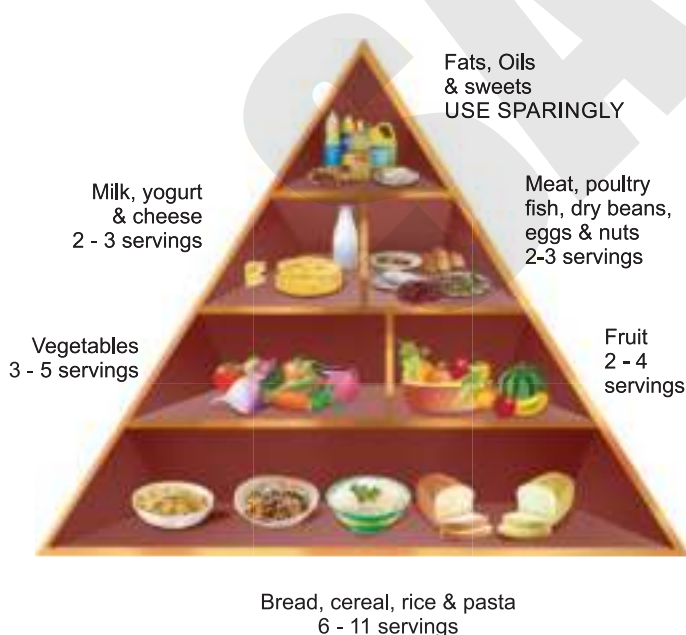 Fats, Oils
& sweets
USE SPARINGLY
Milk, yogurt
& cheese
2 - 3 servings
Meat, poultry
fish, dry beans,
eggs & nuts
2-3 servings
Vegetables
3 - 5 servings
Fruit
2 - 4
servings
Bread, cereal, rice & pasta
6 - 11 servings